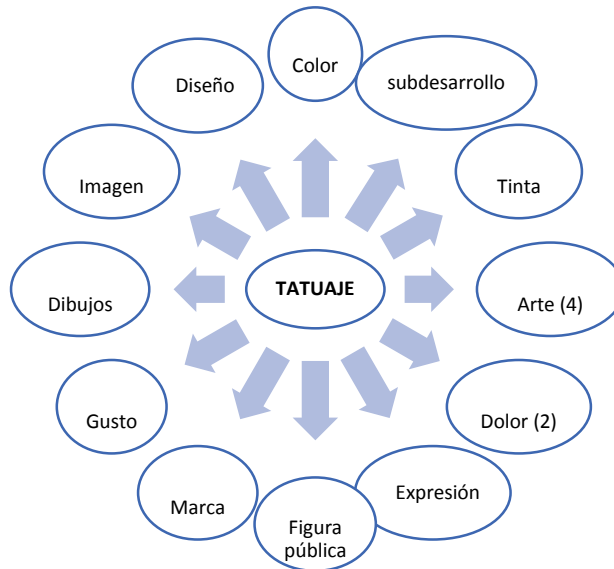 Color
subdesarrollo
Diseño
Imagen
Tinta
TATUAJE
Dibujos
Arte (4)
Gusto
Dolor (2)
Marca
Expresión
Figura
pública